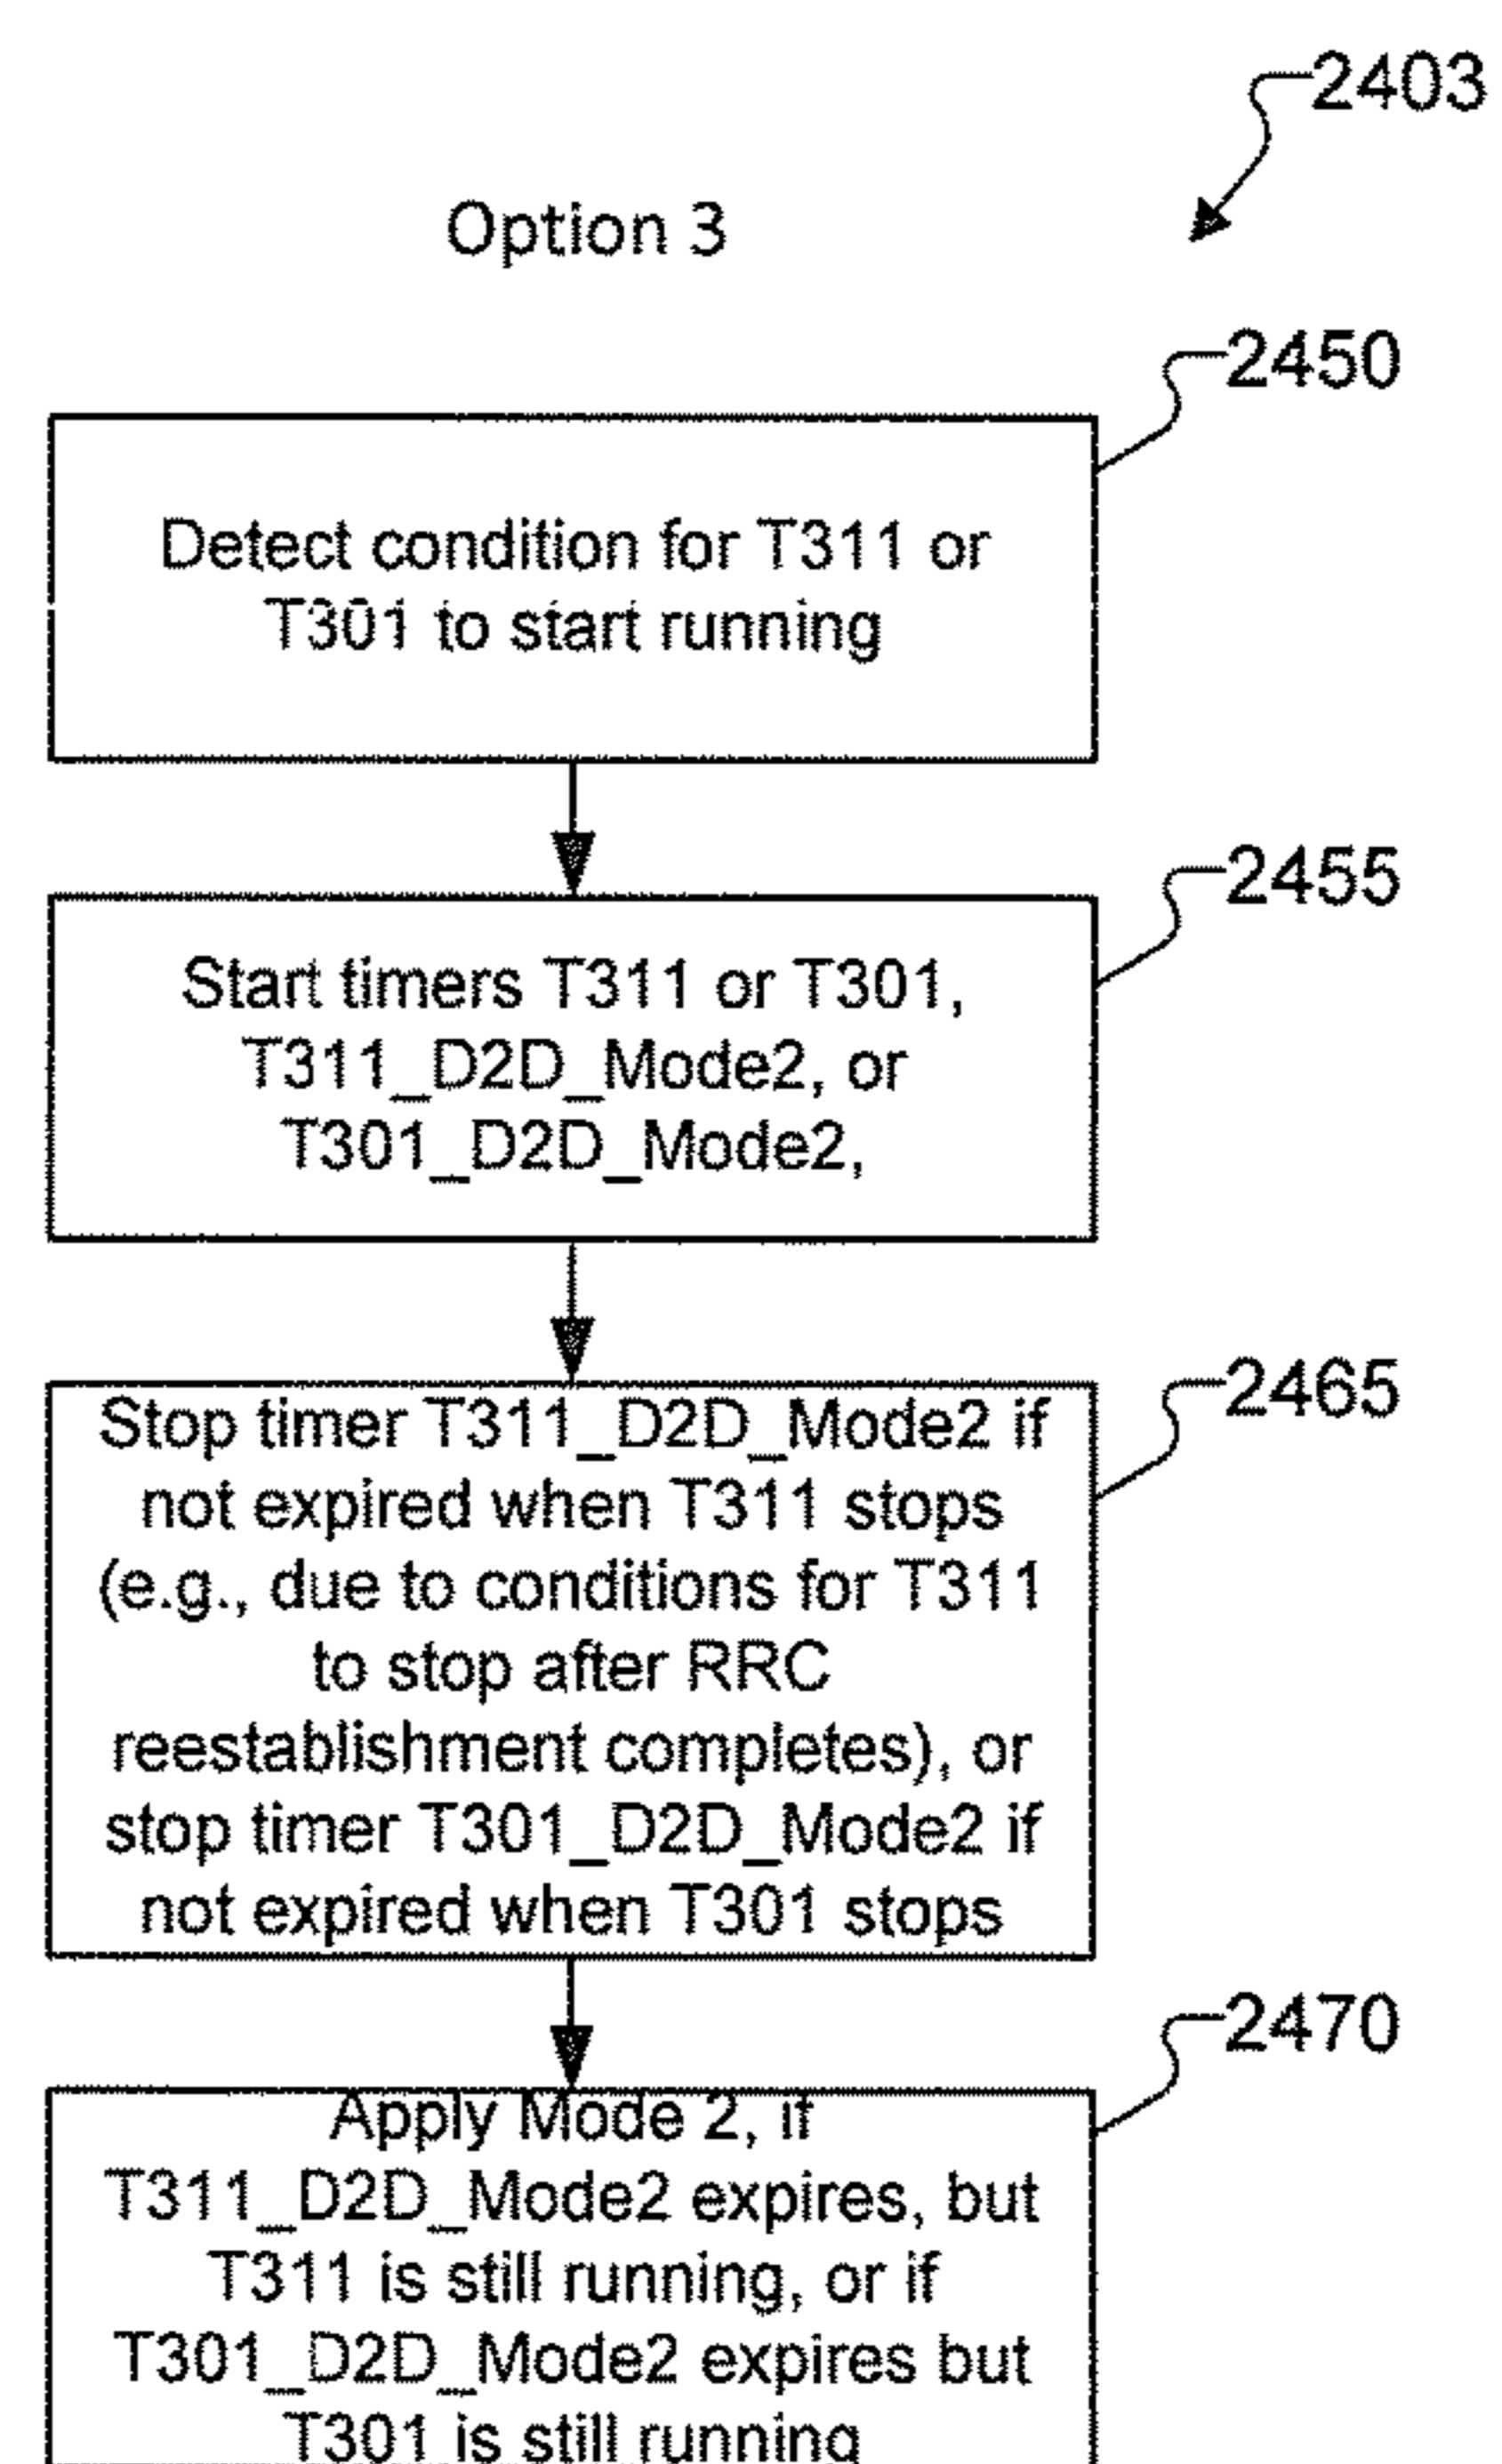 2403
Option 3
2450
Detect condition for T311 or
T301 to start running
2455
Start timers T311 or T301,
T311_D2D_Mode2, or
T301_D2D_Mode2,
2465
Stop timer T311_D2D_Mode2 if
not expired when T311 stops
(e.g., due to conditions for T311
to stop after RRC
reestablishment completes), or
stop timer T301_D2D_Mode2 if
not expired when T301 stops
2470
Apply Mode 2, if
T311_D2D_Mode2 expires, but
T311 is still running, or if
T301_D2D_Mode2 expires but
T301 is still running